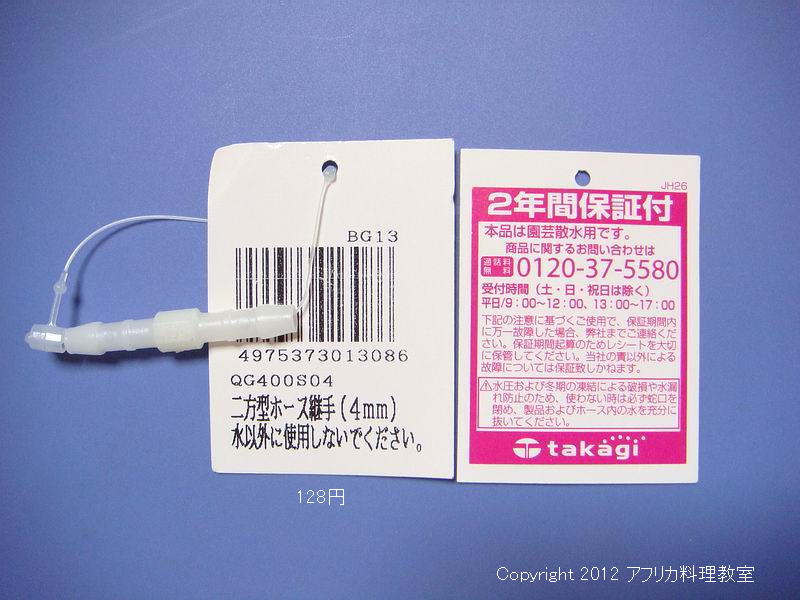 BG13
4975373013086
QG400S04
二方型ホース継手(4mm)
水以外に使用しないでください。
128円
JH26
2年間保証付
本品は園芸散水用です。
商品に関するお問い合わせは
通話料無料 0120-37-5580
受付時間(土・日・祝日は除く)
平日/9:00~12:00、13:00~17:00
下記の注意に基づくご使用で、保証期間内
に万一故障した場合、弊社までご連絡くだ
さい。保証期間起算のためレシートを大切
に保管してください。当社の責以外による
故障については保証致しかねます。
⚠水圧および冬期の凍結による破損や水漏
れ防止のため、使わない時は必ず蛇口を
閉め、製品およびホース内の水を充分に
抜いてください。
takagi
Copyright 2012 アフリカ料理教室